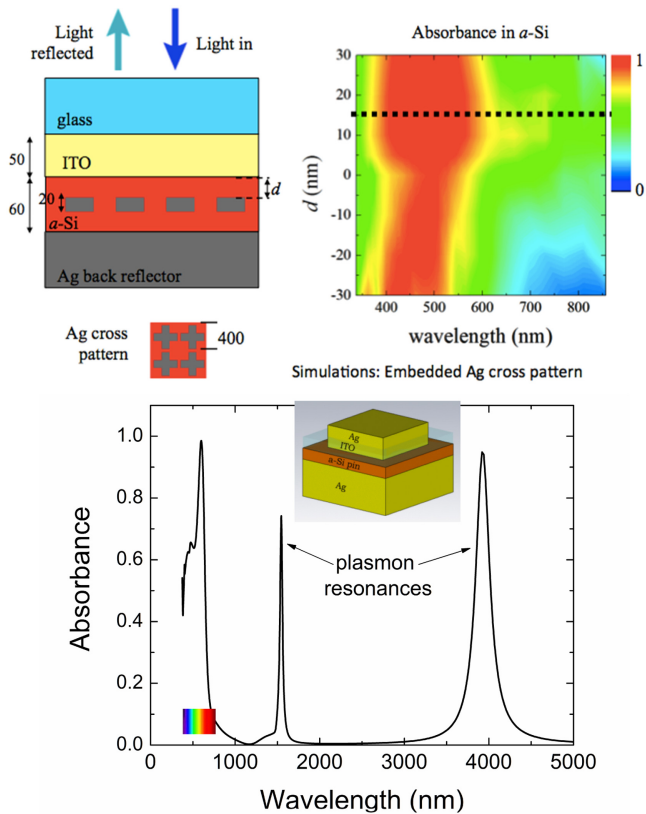 Light
reflected
Light in
glass
50
ITO
d
60
20
a-Si
Ag back reflector
Ag cross
pattern
400
Absorbance in a-Si
30
20
10
0
-10
-20
-30
d (nm)
400 500 600 700 800
wavelength (nm)
1
0
Simulations: Embedded Ag cross pattern
Ag
ITO
a-Si pin
Ag
plasmon
resonances
1.0
0.8
0.6
0.4
0.2
0.0
Absorbance
0 1000 2000 3000 4000 5000
Wavelength (nm)